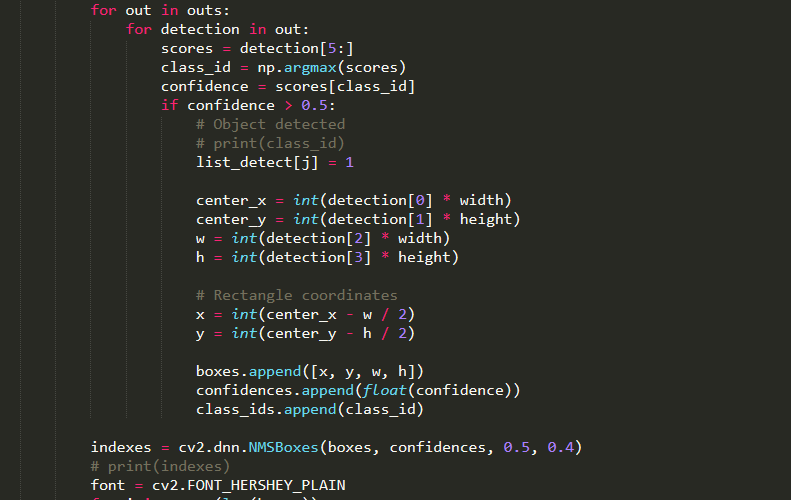 for out in outs:
for detection in out:
scores = detection[5:]
class_id = np.argmax(scores)
confidence = scores[class_id]
if confidence > 0.5:
# Object detected
# print(class_id)
list_detect[j] = 1
center_x = int(detection[0] * width)
center_y = int(detection[1] * height)
w = int(detection[2] * width)
h = int(detection[3] * height)
# Rectangle coordinates
x = int(center_x - w / 2)
y = int(center_y - h / 2)
boxes.append([x, y, w, h])
confidences.append(float(confidence))
class_ids.append(class_id)
indexes = cv2.dnn.NMSBoxes(boxes, confidences, 0.5, 0.4)
# print(indexes)
font = cv2.FONT_HERSHEY_PLAIN